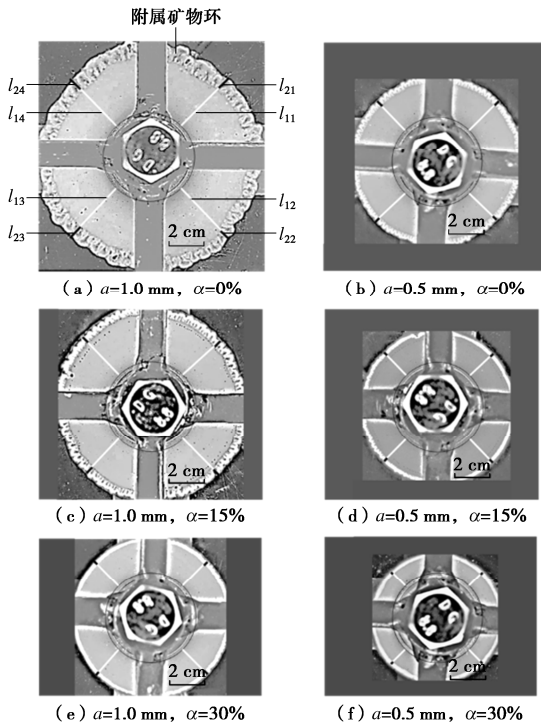 附属矿物环
l24
l21
l14
l11
l13
l12
l23
2 cm
l22
2 cm
(a) a=1.0 mm, α=0%
(b) a=0.5 mm, α=0%
2 cm
2 cm
(c) a=1.0 mm, α=15%
(d) a=0.5 mm, α=15%
2 cm
2 cm
(e) a=1.0 mm, α=30%
(f) a=0.5 mm, α=30%